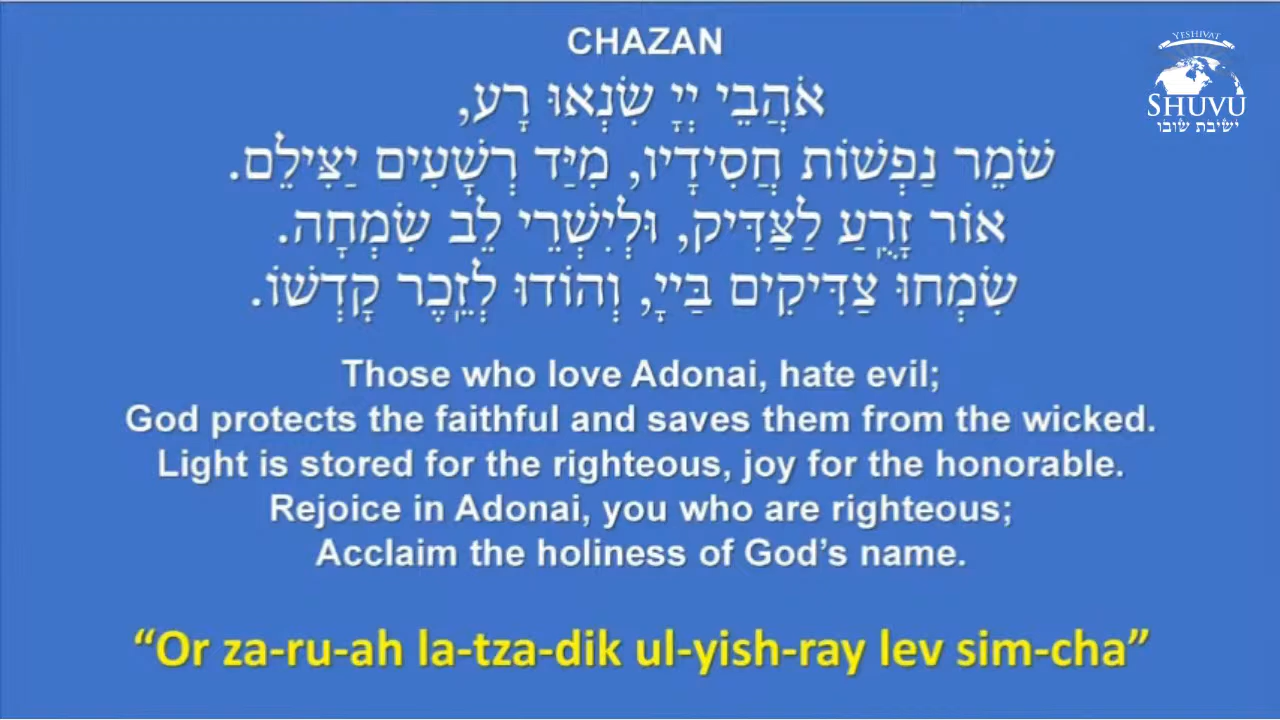 CHAZAN
אֹהֲבֵי יְיָ שִׂנְאוּ רָע,
שֹׁמֵר נַפְשׁוֹת חֲסִידָיו, מִיַּד רְשָׁעִים יַצִּילֵם.
אוֹר זָרֻעַ לַצַּדִּיק, וּלְיִשְׁרֵי לֵב שִׂמְחָה.
שִׂמְחוּ צַדִּיקִים בַּייָ, וְהוֹדוּ לְזֵכֶר קָדְשׁוֹ.
Those who love Adonai, hate evil;
God protects the faithful and saves them from the wicked.
Light is stored for the righteous, joy for the honorable.
Rejoice in Adonai, you who are righteous;
Acclaim the holiness of God’s name.
“Or za-ru-ah la-tza-dik ul-yish-ray lev sim-cha”
YESHIVAT
SHUVU
ישיבת שובו